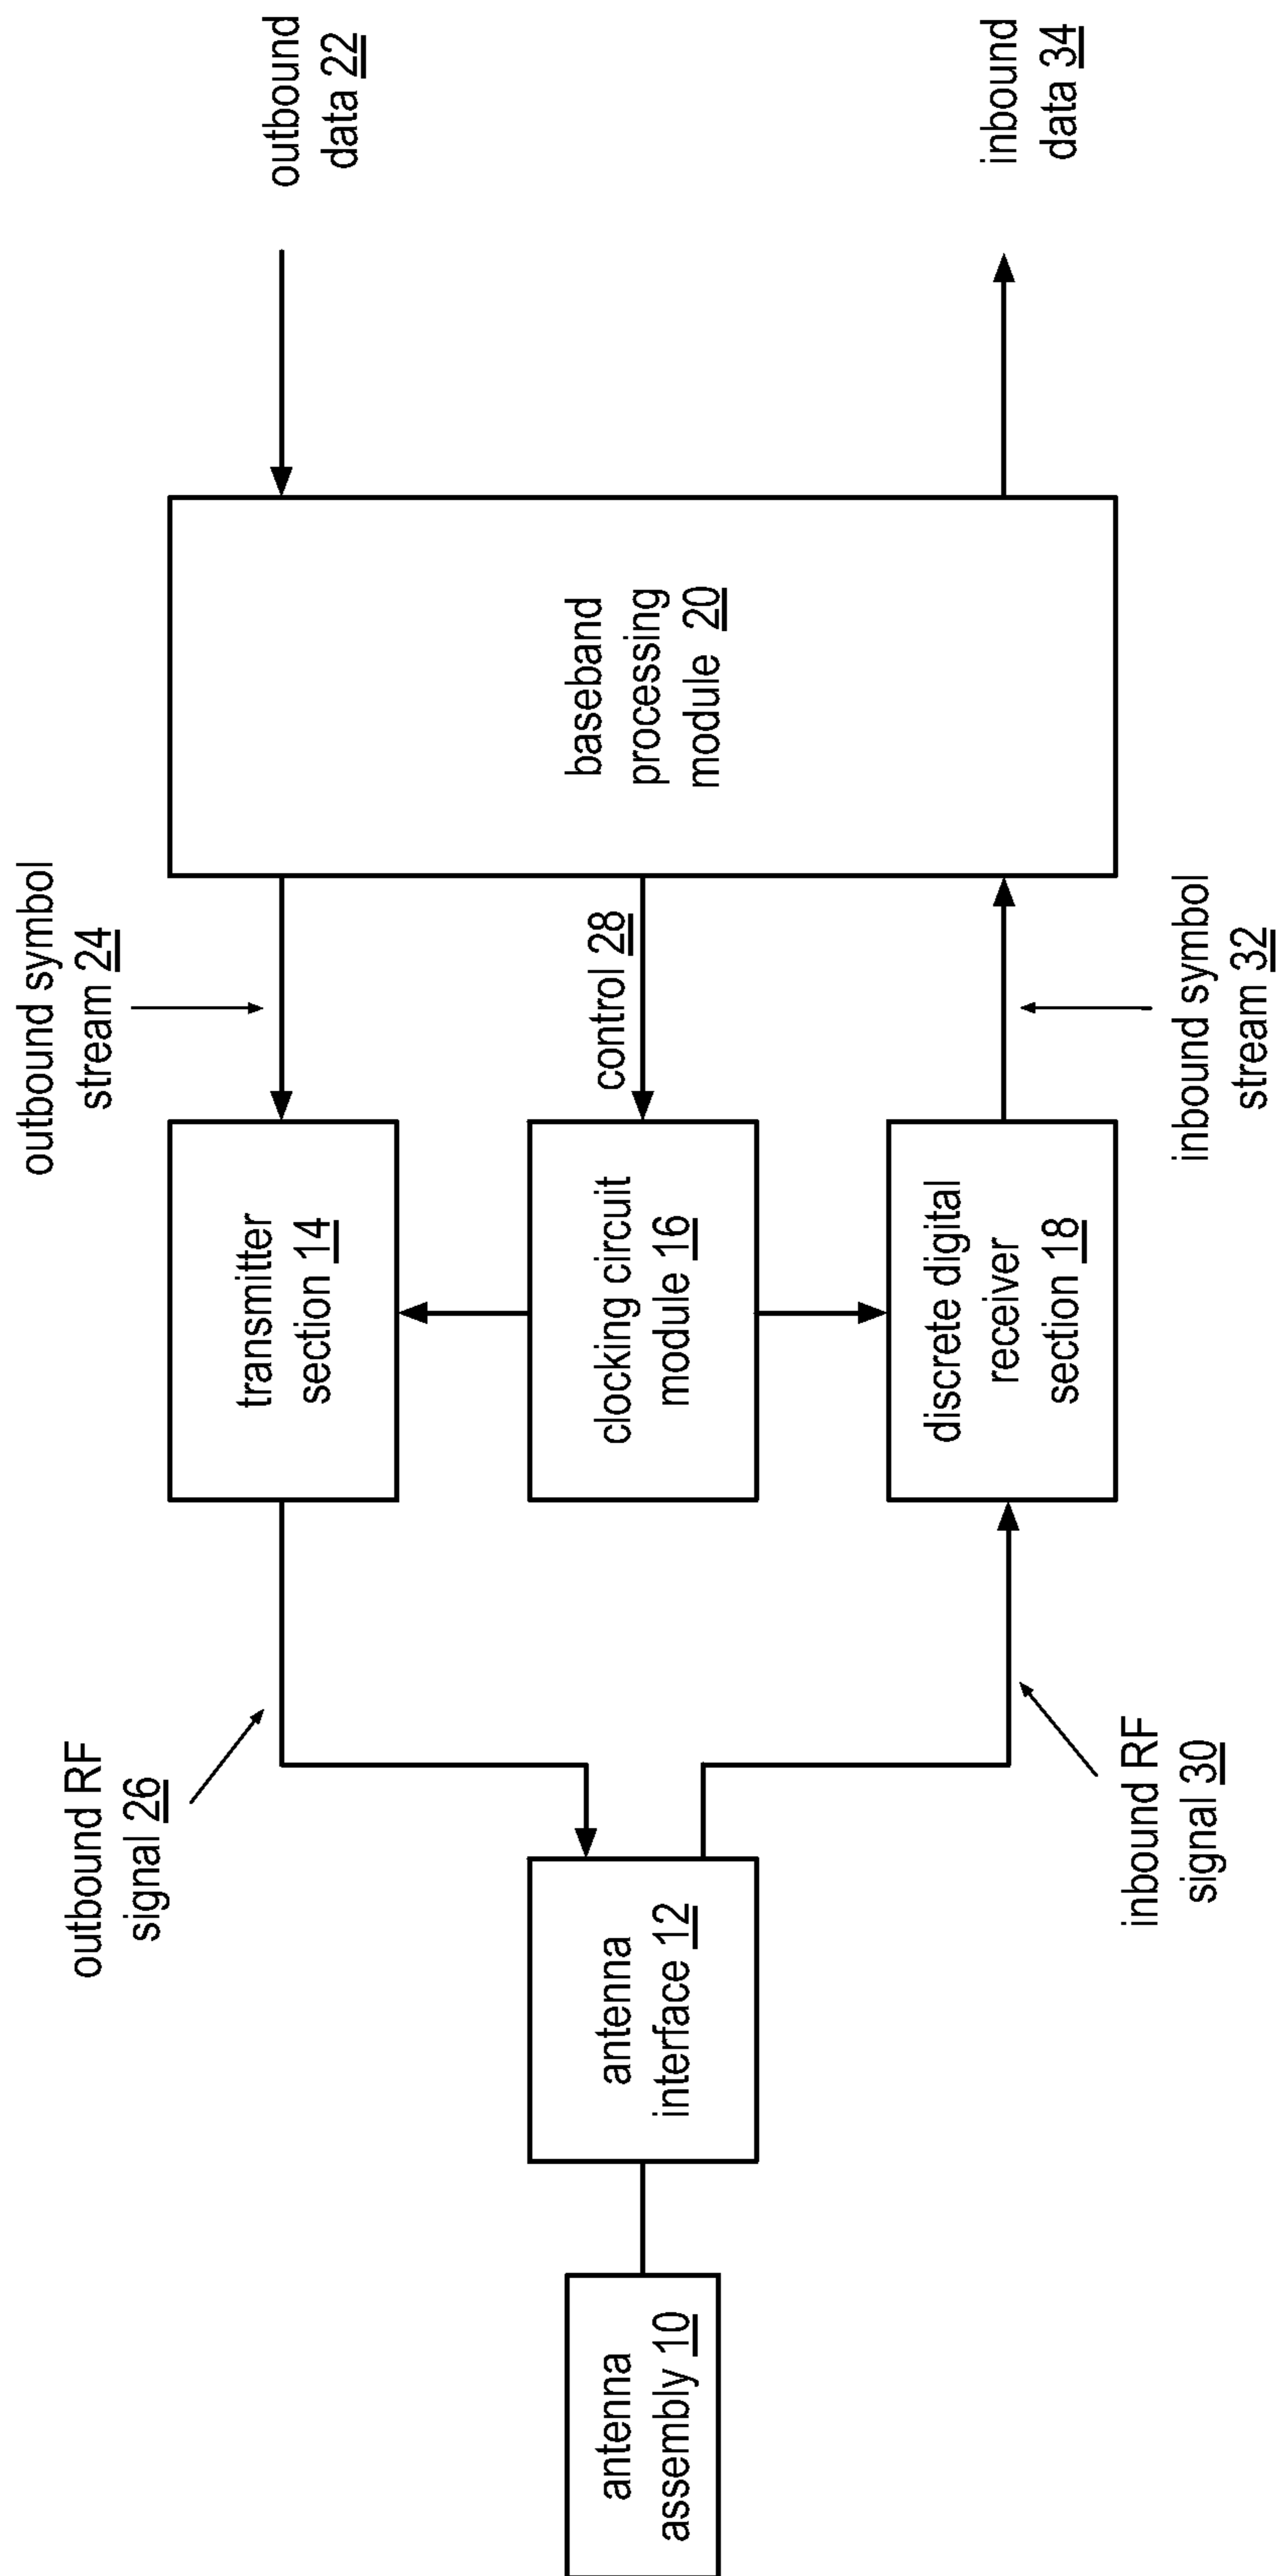 outbound RF
signal 26
outbound symbol
stream 24
outbound
data 22
antenna
assembly 10
antenna
interface 12
transmitter
section 14
clocking circuit
module 16
discrete digital
receiver
section 18
control 28
baseband
processing
module 20
inbound RF
signal 30
inbound symbol
stream 32
inbound
data 34